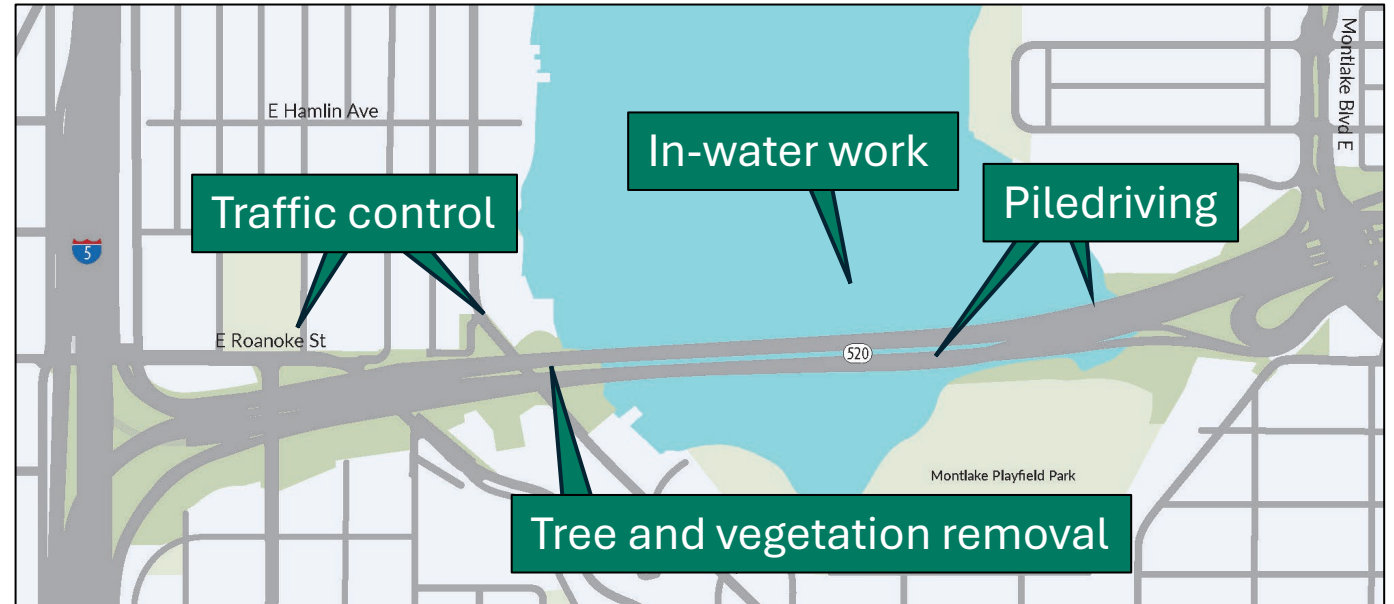 Montlake Blvd E
E Hamlin Ave
In-water work
Traffic control
Piledriving
5
E Roanoke St
520
Montlake Playfield Park
Tree and vegetation removal